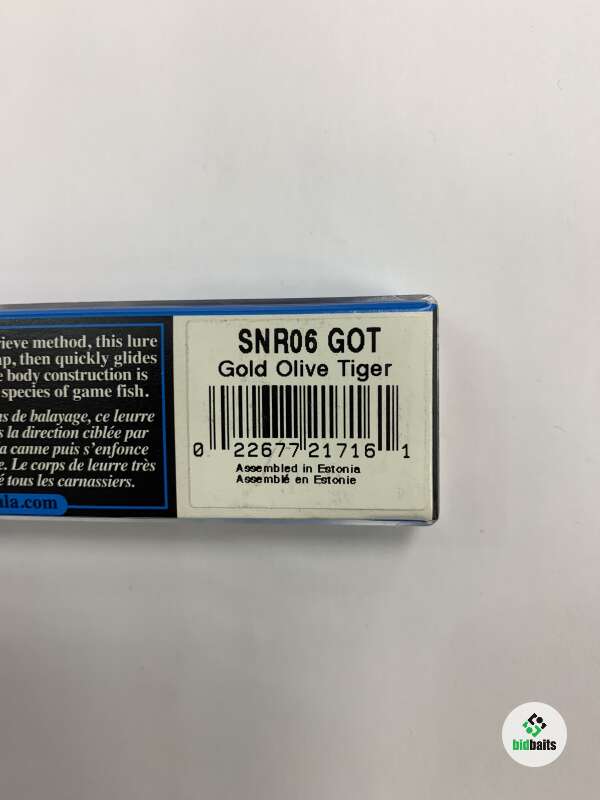 rieve method, this lure
ap, then quickly glides
e body construction is
species of game fish.
ns de balayage, ce leurre
s la direction ciblée par
a canne puis s'enfonce
e. Le corps de leurre très
é tous les carnassiers.
ala.com
SNR06 GOT
Gold Olive Tiger
0 22677 21716 1
Assembled in Estonia
Assemblé en Estonie
bidbaits